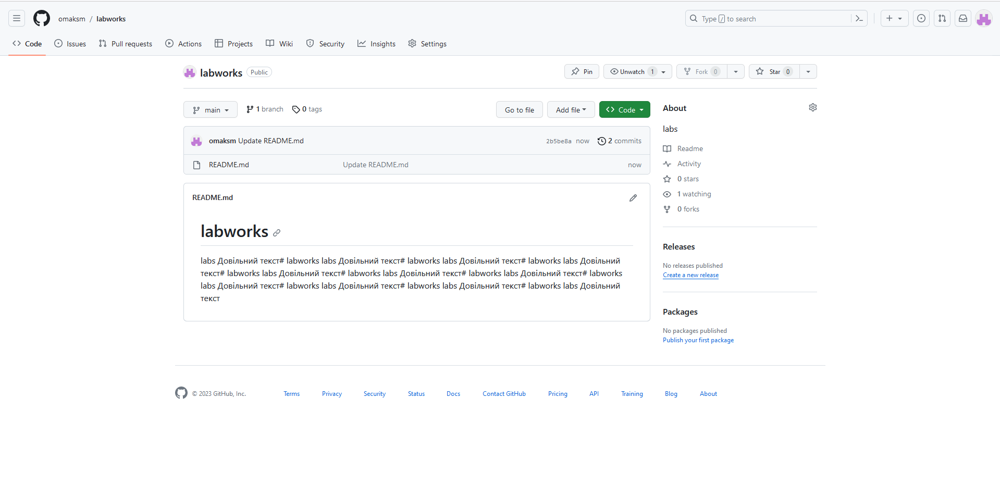 omaksm / labworks
Type / to search
Code Issues Pull requests Actions Projects Wiki Security Insights Settings
labworks Public
Pin Unwatch 1 Fork 0 Star 0
main 1 branch 0 tags
Go to file Add file Code
omaksm Update README.md 2b5be8a now 2 commits
README.md Update README.md now
README.md
labworks
labs Довільний текст# labworks labs Довільний текст# labworks labs Довільний текст# labworks labs Довільний
текст# labworks labs Довільний текст# labworks labs Довільний текст# labworks labs Довільний текст# labworks
labs Довільний текст# labworks labs Довільний текст# labworks labs Довільний текст# labworks labs Довільний
текст
About
labs
Readme
Activity
0 stars
1 watching
0 forks
Releases
No releases published
Create a new release
Packages
No packages published
Publish your first package
© 2023 GitHub, Inc. Terms Privacy Security Status Docs Contact GitHub Pricing API Training Blog About